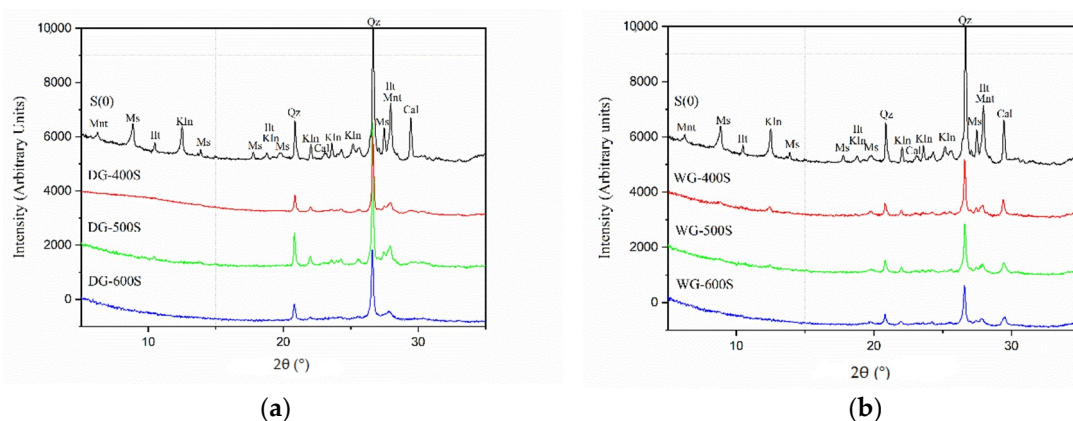 Qz
10000
8000
6000
4000
2000
0
Intensity (Arbitrary Units)
S(0)
Mnt
Ms
Ilt
Kln
Ms
Ilt
Kln
Ms
Ms
Qz
Kln
Cal
Kln
Kln
Ms
Ilt
Mnt
Cal
DG-400S
DG-500S
DG-600S
10
20
30
2θ (°)
(a)
Qz
10000
8000
6000
4000
2000
0
Intensity (Arbitrary units)
S(0)
Mnt
Ms
Ilt
Kln
Ms
Ilt
Kln
Ms
Ms
Qz
Kln
Cal
Kln
Kln
Ms
Ilt
Mnt
Cal
WG-400S
WG-500S
WG-600S
10
20
30
2θ (°)
(b)